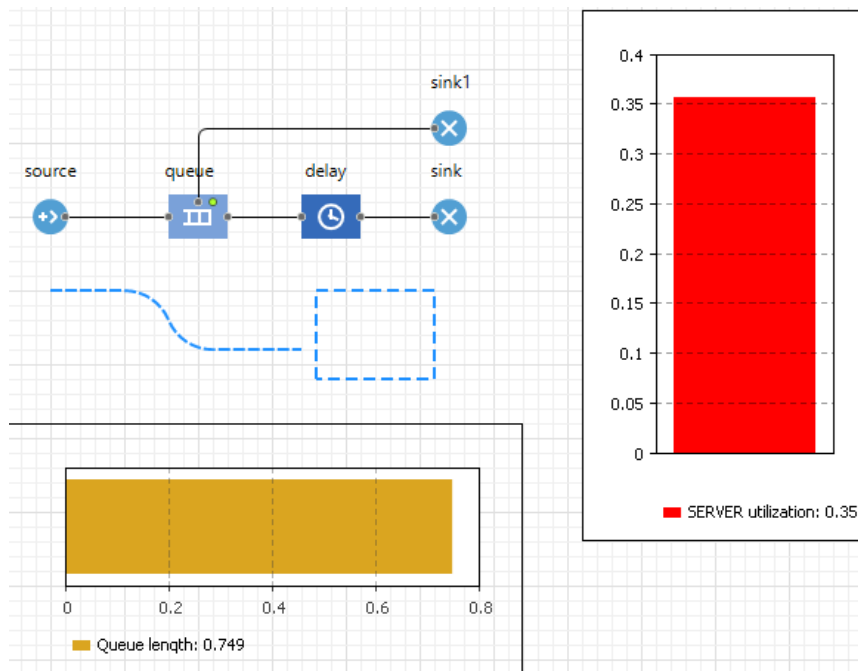 sink1
source
queue
delay
sink
0.4
0.35
0.3
0.25
0.2
0.15
0.1
0.05
0
SERVER utilization: 0.35
0
0.2
0.4
0.6
0.8
Queue length: 0.749